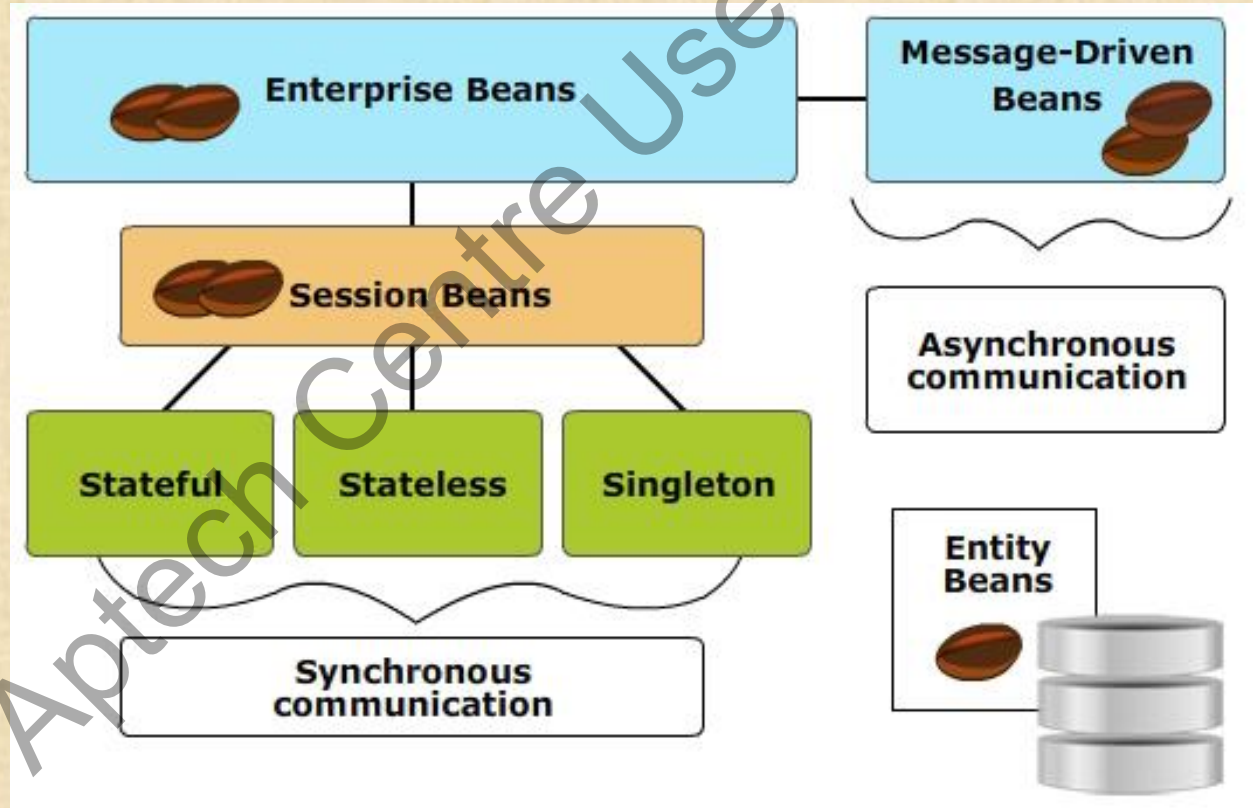 Enterprise Beans
Message-Driven
Beans
Session Beans
Asynchronous
communication
Stateful
Stateless
Singleton
Entity
Beans
Synchronous
communication
Aptech Centre Use